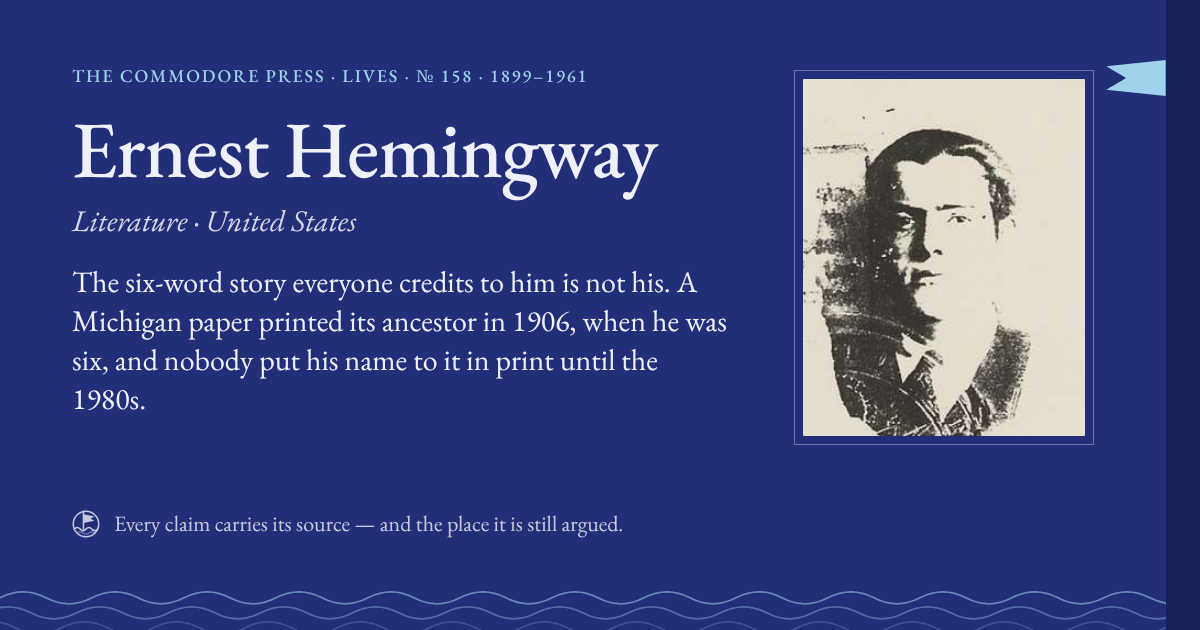 THE COMMODORE PRESS · LIVES · № 158 · 1899–1961
Ernest Hemingway
Literature · United States
The six-word story everyone credits to him is not his. A
Michigan paper printed its ancestor in 1906, when he was
six, and nobody put his name to it in print until the
1980s.
Every claim carries its source — and the place it is still argued.